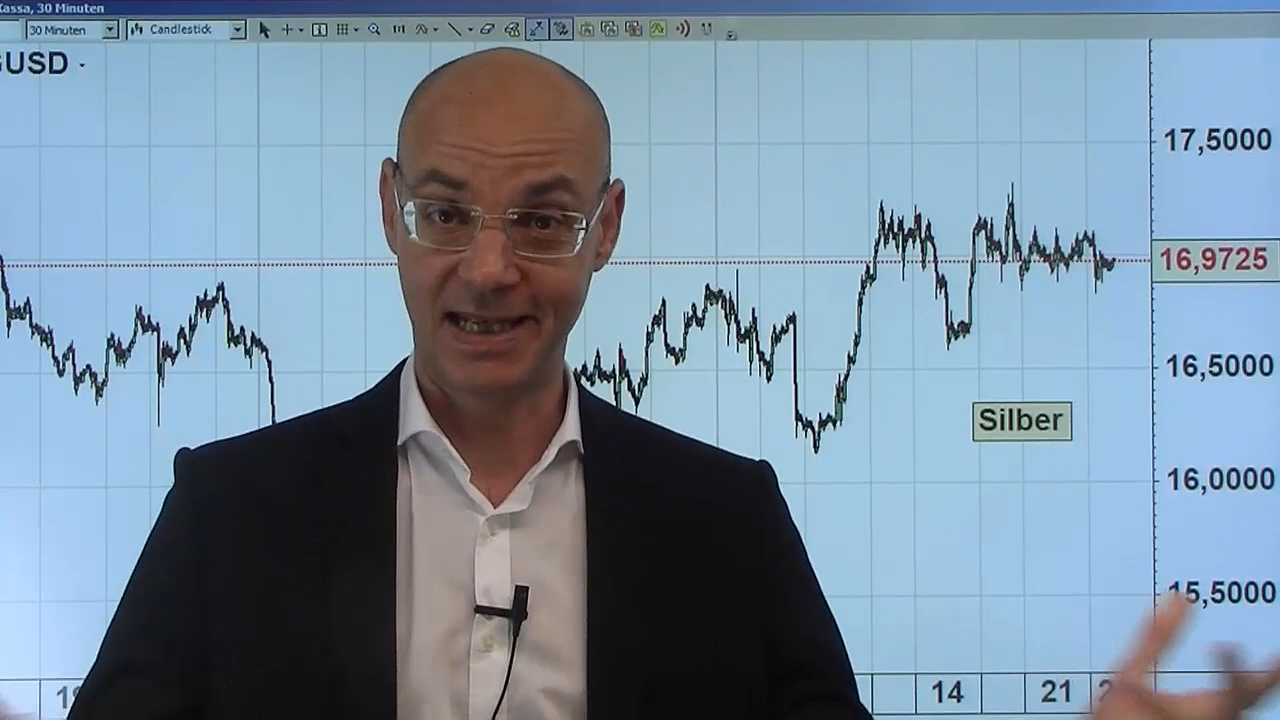 Kassa, 30 Minuten
30 Minuten
Candlestick
GUSD
17,5000
16,9725
16,5000
Silber
16,0000
15,5000
14
21